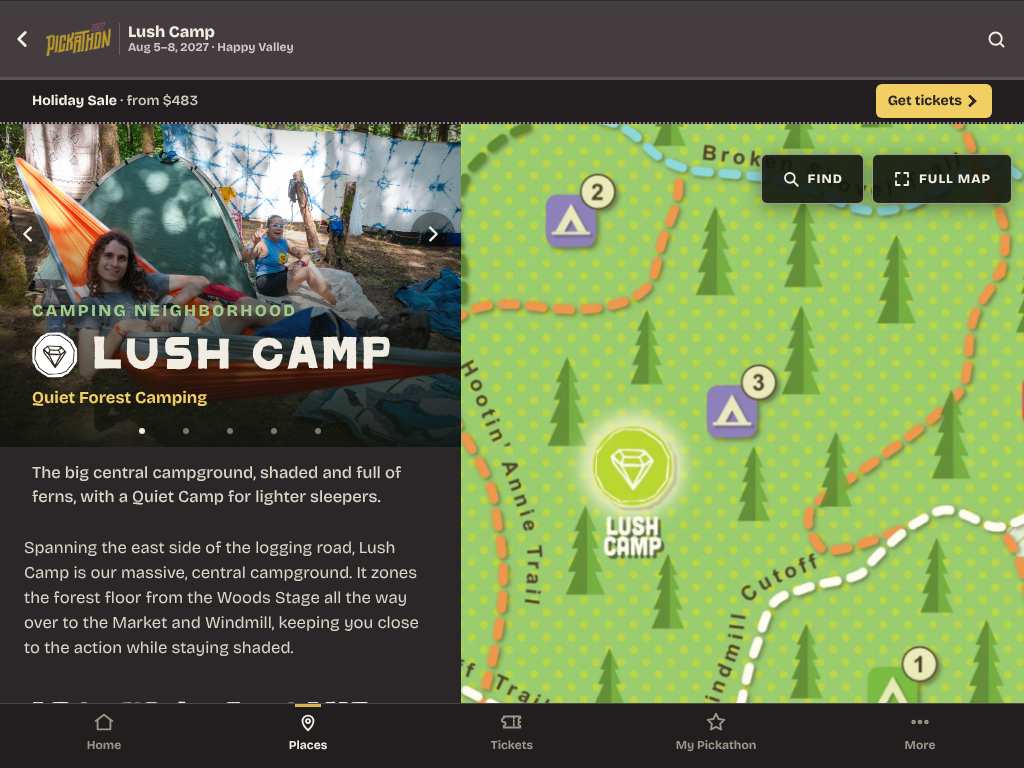 PICKATHON
Lush Camp
Aug 5–8, 2027 · Happy Valley
Holiday Sale · from $483
Get tickets
CAMPING NEIGHBORHOOD
LUSH CAMP
Quiet Forest Camping
The big central campground, shaded and full of
ferns, with a Quiet Camp for lighter sleepers.
Spanning the east side of the logging road, Lush
Camp is our massive, central campground. It zones
the forest floor from the Woods Stage all the way
over to the Market and Windmill, keeping you close
to the action while staying shaded.
Broken
FIND
FULL MAP
2
3
Hootin' Annie Trail
LUSH
CAMP
Cutoff
1
Trail
Home
Places
Tickets
My Pickathon
More